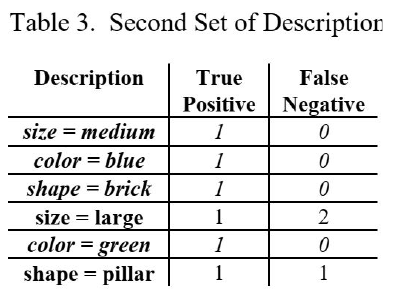 Table 3. Second Set of Description
Description True Positive False Negative
size = medium 1 0
color = blue 1 0
shape = brick 1 0
size = large 1 2
color = green 1 0
shape = pillar 1 1